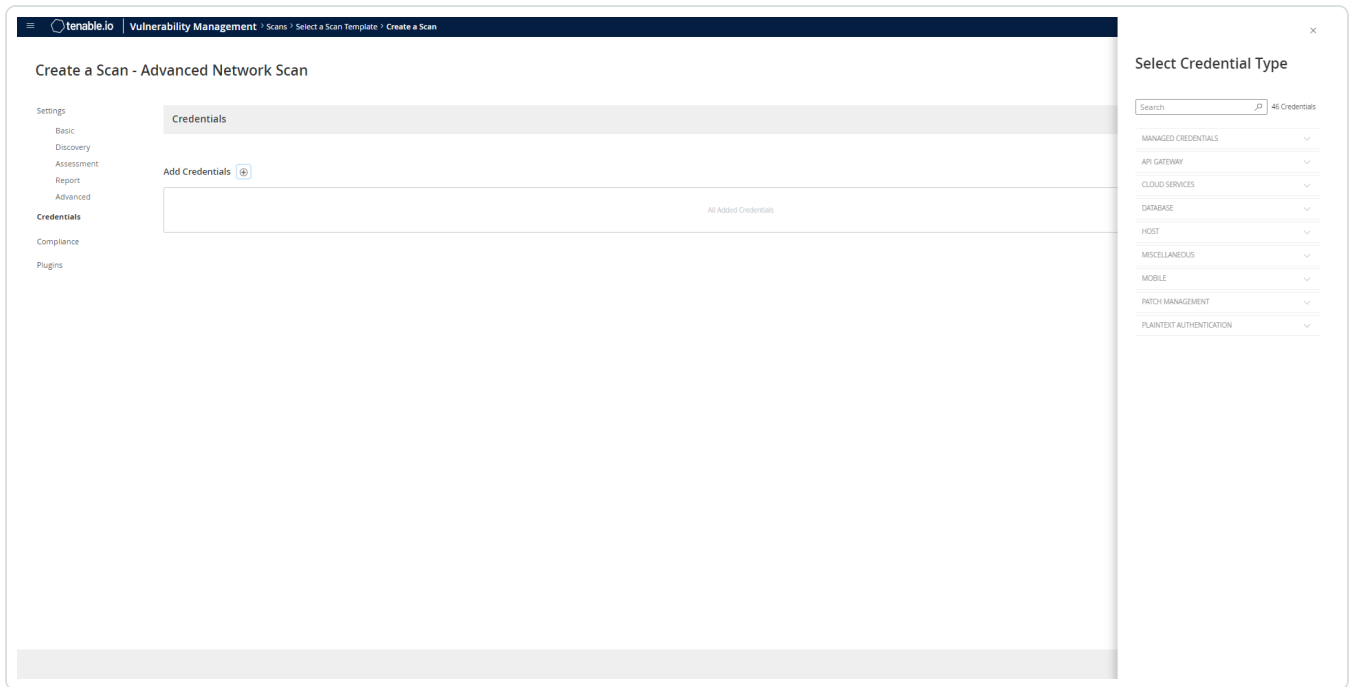 tenable.io Vulnerability Management > Scans > Select a Scan Template > Create a Scan
Create a Scan - Advanced Network Scan
Settings
Basic
Discovery
Assessment
Report
Advanced
Credentials
Compliance
Plugins
Credentials
Add Credentials
All Added Credentials
Select Credential Type
Search 46 Credentials
MANAGED CREDENTIALS
API GATEWAY
CLOUD SERVICES
DATABASE
HOST
MISCELLANEOUS
MOBILE
PATCH MANAGEMENT
PLAINTEXT AUTHENTICATION